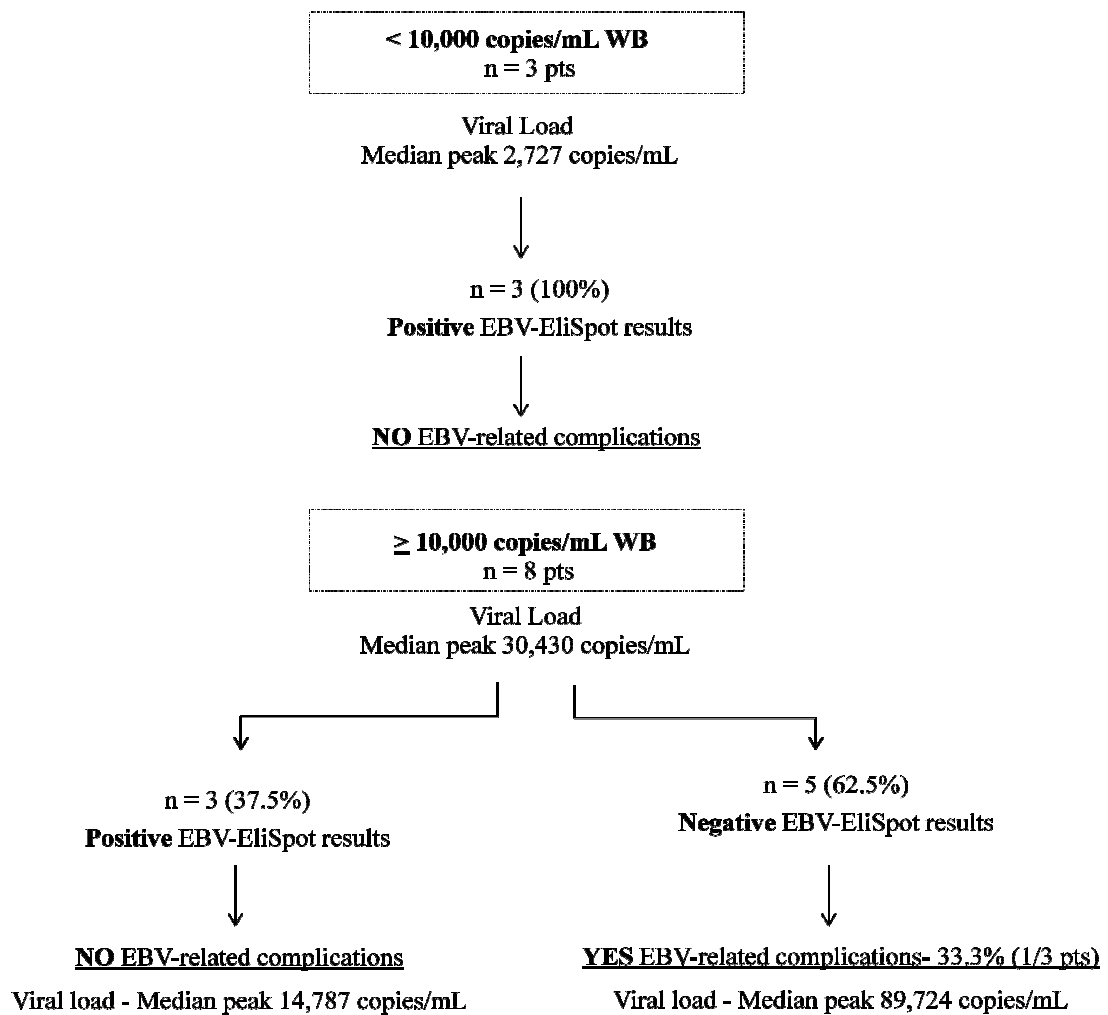 < 10,000 copies/mL WB
n = 3 pts
Viral Load
Median peak 2,727 copies/mL
n = 3 (100%)
Positive EBV-EliSpot results
NO EBV-related complications
≥ 10,000 copies/mL WB
n = 8 pts
Viral Load
Median peak 30,430 copies/mL
n = 3 (37.5%)
Positive EBV-EliSpot results
NO EBV-related complications
Viral load - Median peak 14,787 copies/mL
n = 5 (62.5%)
Negative EBV-EliSpot results
YES EBV-related complications- 33.3% (1/3 pts)
Viral load - Median peak 89,724 copies/mL